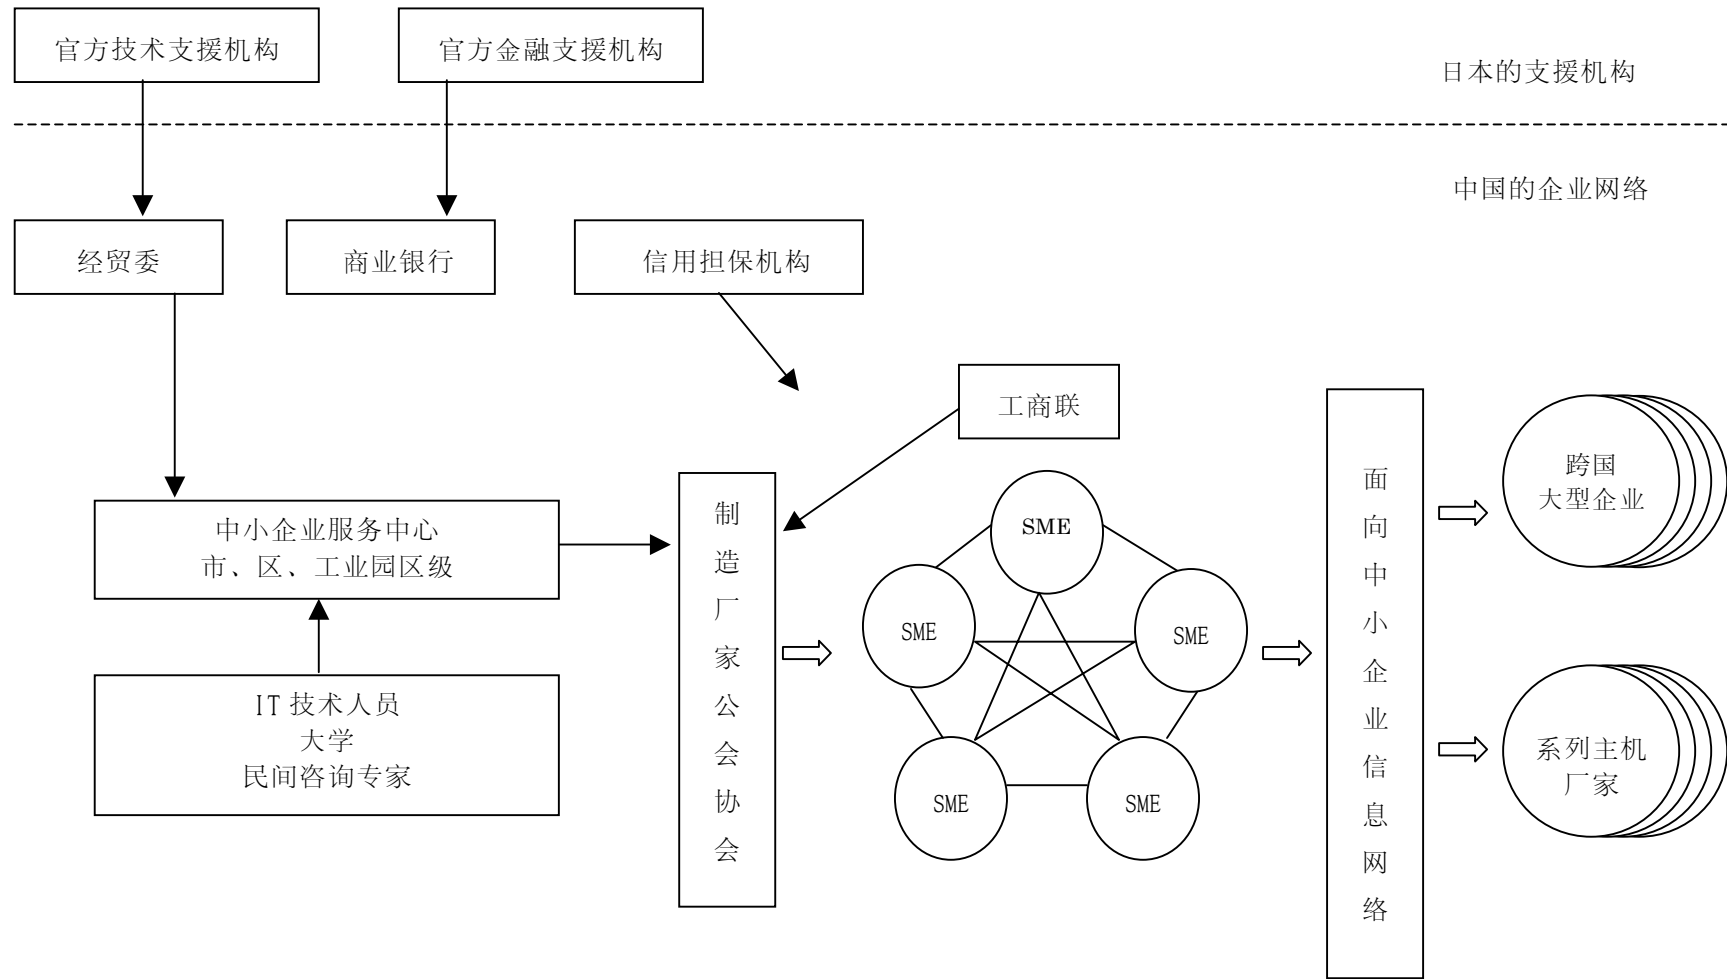 官方技术支援机构
官方金融支援机构
日本的支援机构
中国的企业网络
经贸委
商业银行
信用担保机构
工商联
中小企业服务中心
市、区、工业园区级
IT 技术人员
大学
民间咨询专家
制造厂家公会协会
SME
SME
SME
SME
SME
面向中小企业信息网络
跨国
大型企业
系列主机
厂家